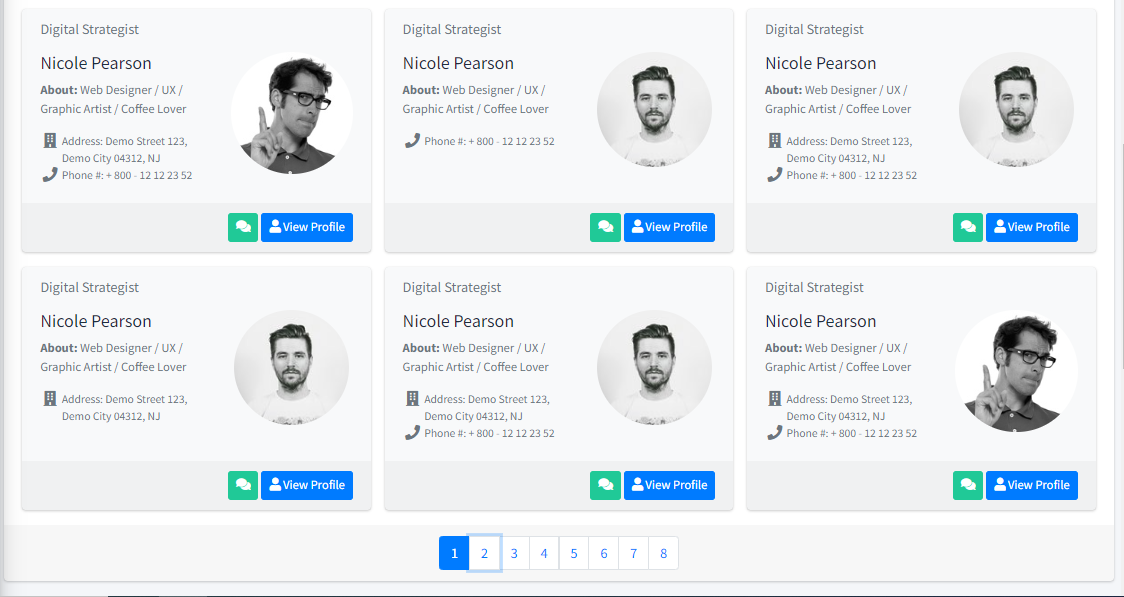 Digital Strategist
Nicole Pearson
About: Web Designer / UX /
Graphic Artist / Coffee Lover
Address: Demo Street 123,
Demo City 04312, NJ
Phone #: + 800 - 12 12 23 52
View Profile
Digital Strategist
Nicole Pearson
About: Web Designer / UX /
Graphic Artist / Coffee Lover
Phone #: + 800 - 12 12 23 52
View Profile
Digital Strategist
Nicole Pearson
About: Web Designer / UX /
Graphic Artist / Coffee Lover
Address: Demo Street 123,
Demo City 04312, NJ
Phone #: + 800 - 12 12 23 52
View Profile
Digital Strategist
Nicole Pearson
About: Web Designer / UX /
Graphic Artist / Coffee Lover
Address: Demo Street 123,
Demo City 04312, NJ
View Profile
Digital Strategist
Nicole Pearson
About: Web Designer / UX /
Graphic Artist / Coffee Lover
Address: Demo Street 123,
Demo City 04312, NJ
Phone #: + 800 - 12 12 23 52
View Profile
Digital Strategist
Nicole Pearson
About: Web Designer / UX /
Graphic Artist / Coffee Lover
Address: Demo Street 123,
Demo City 04312, NJ
Phone #: + 800 - 12 12 23 52
View Profile
1 2 3 4 5 6 7 8